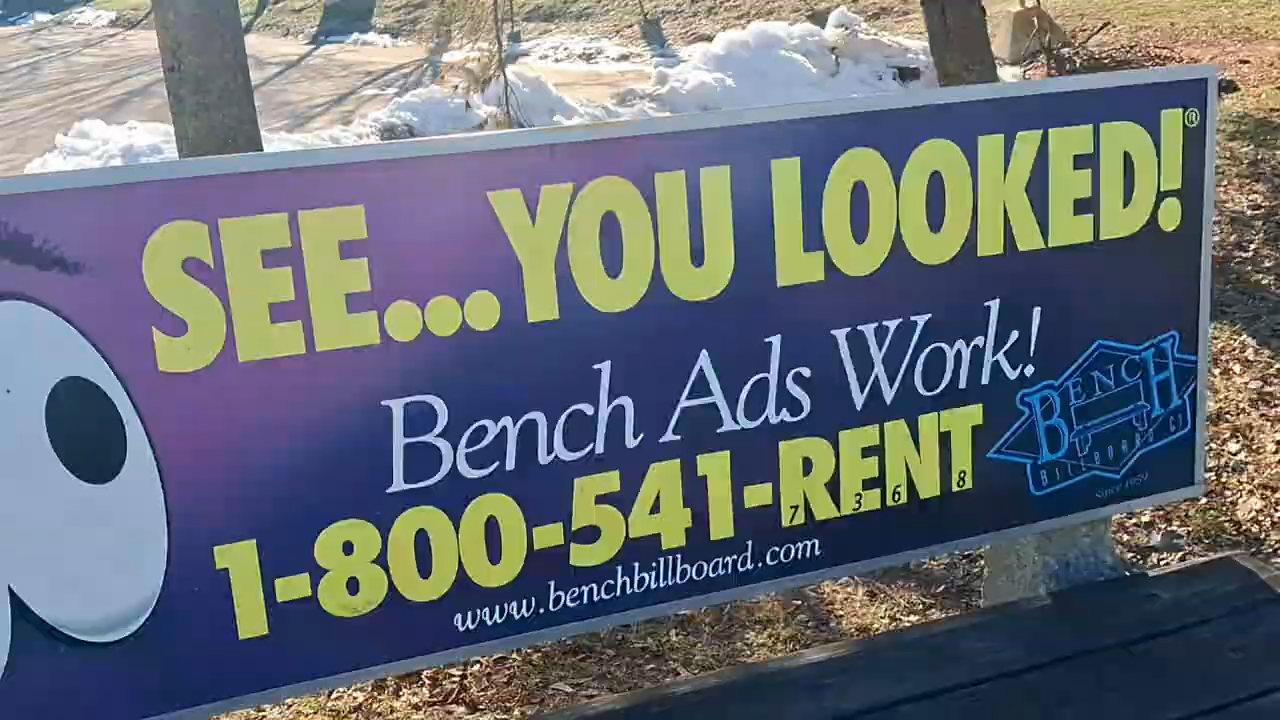 SEE...YOU LOOKED!®
Bench Ads Work!
1-800-541-RENT
7 3 6 8
www.benchbillboard.com
BENCH
BILLBOARD CO
Since 1959